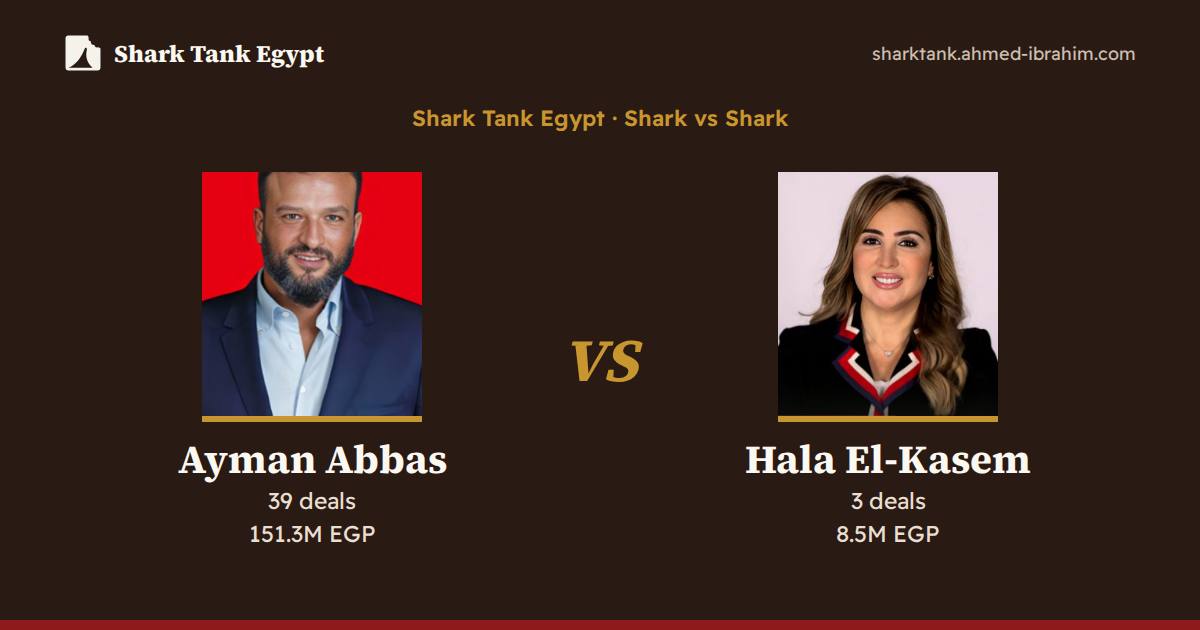 Shark Tank Egypt
sharktank.ahmed-ibrahim.com
Shark Tank Egypt · Shark vs Shark
VS
Ayman Abbas
39 deals
151.3M EGP
Hala El-Kasem
3 deals
8.5M EGP